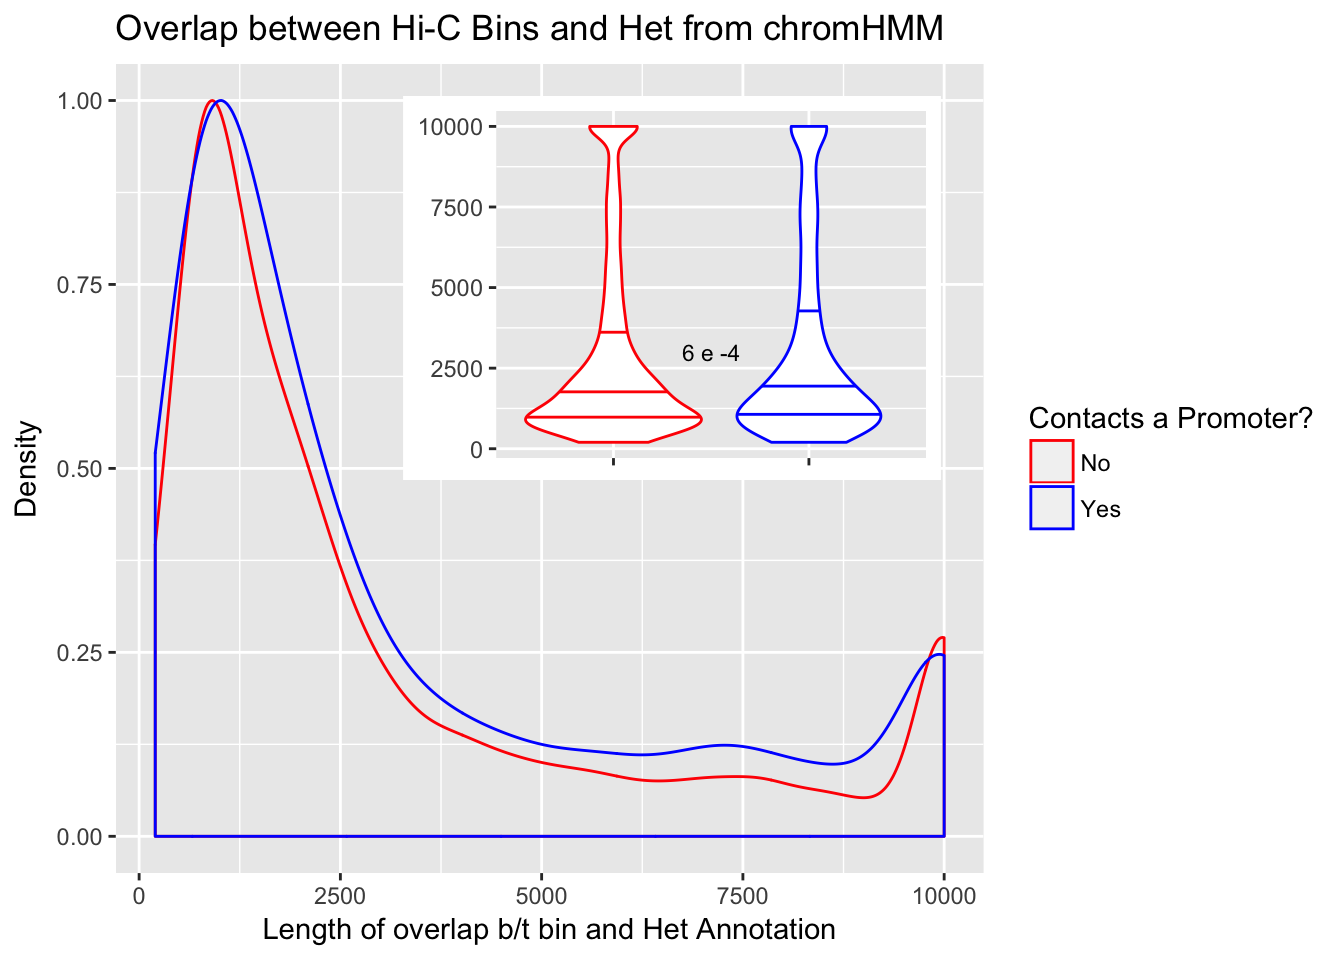 Overlap between Hi-C Bins and Het from chromHMM
Density
1.00
0.75
0.50
0.25
0.00
10000
7500
5000
2500
0
6 e -4
0
2500
5000
7500
10000
Length of overlap b/t bin and Het Annotation
Contacts a Promoter?
No
Yes